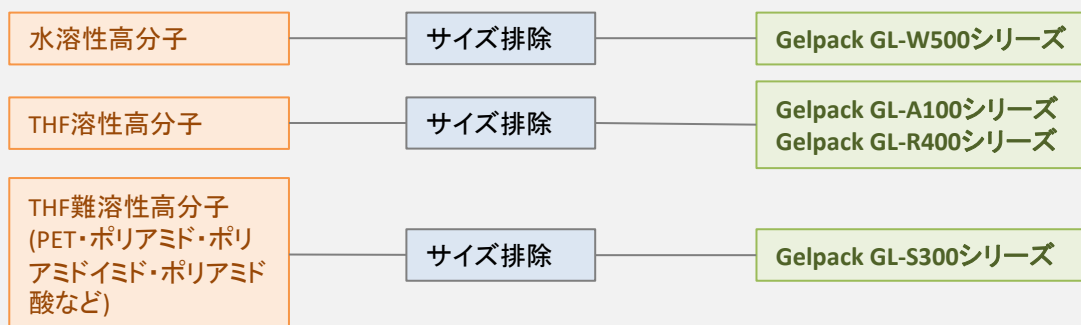 水溶性高分子
サイズ排除
Gelpack GL-W500シリーズ
THF溶性高分子
サイズ排除
Gelpack GL-A100シリーズ
Gelpack GL-R400シリーズ
THF難溶性高分子
(PET・ポリアミド・ポリ
アミドイミド・ポリアミド
酸など)
サイズ排除
Gelpack GL-S300シリーズ